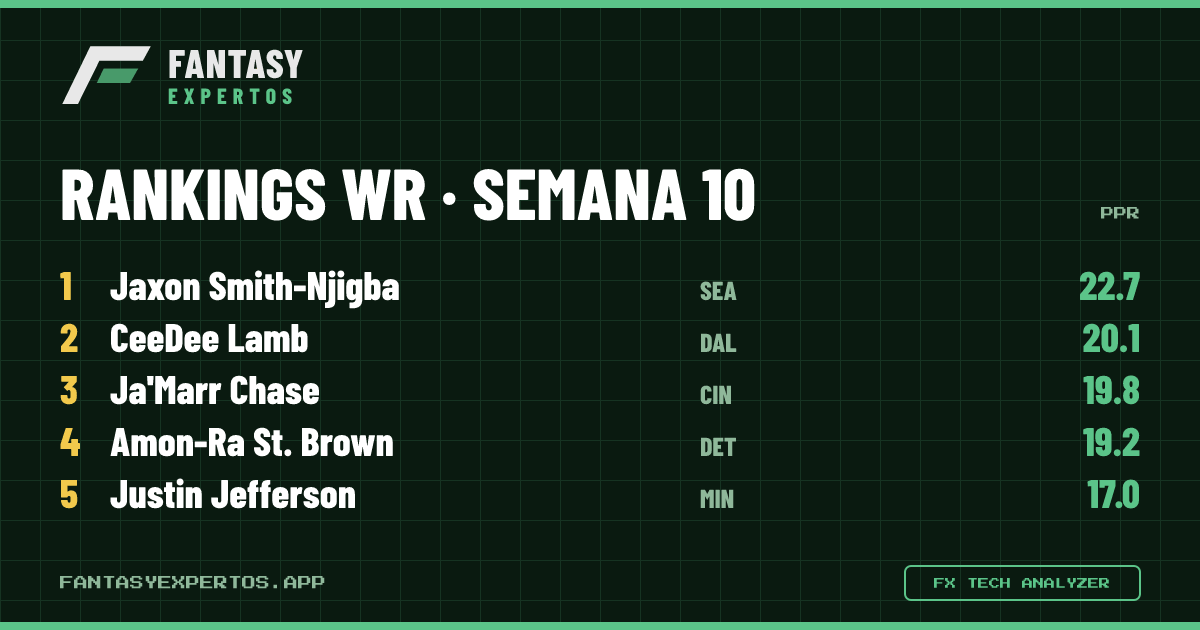 FANTASY
EXPERTOS
RANKINGS WR · SEMANA 10
PPR
1 Jaxon Smith-Njigba SEA 22.7
2 CeeDee Lamb DAL 20.1
3 Ja'Marr Chase CIN 19.8
4 Amon-Ra St. Brown DET 19.2
5 Justin Jefferson MIN 17.0
FANTASYEXPERTOS.APP
FX TECH ANALYZER